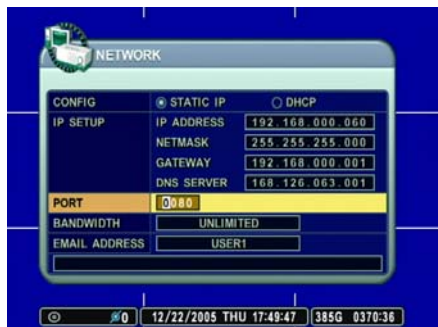 NETWORK
CONFIG STATIC IP DHCP
IP SETUP IP ADDRESS 192.168.000.060
NETMASK 255.255.255.000
GATEWAY 192.168.000.001
DNS SERVER 168.126.063.001
PORT 0080
BANDWIDTH UNLIMITED
EMAIL ADDRESS USER1
0 12/22/2005 THU 17:49:47 385G 0370:36